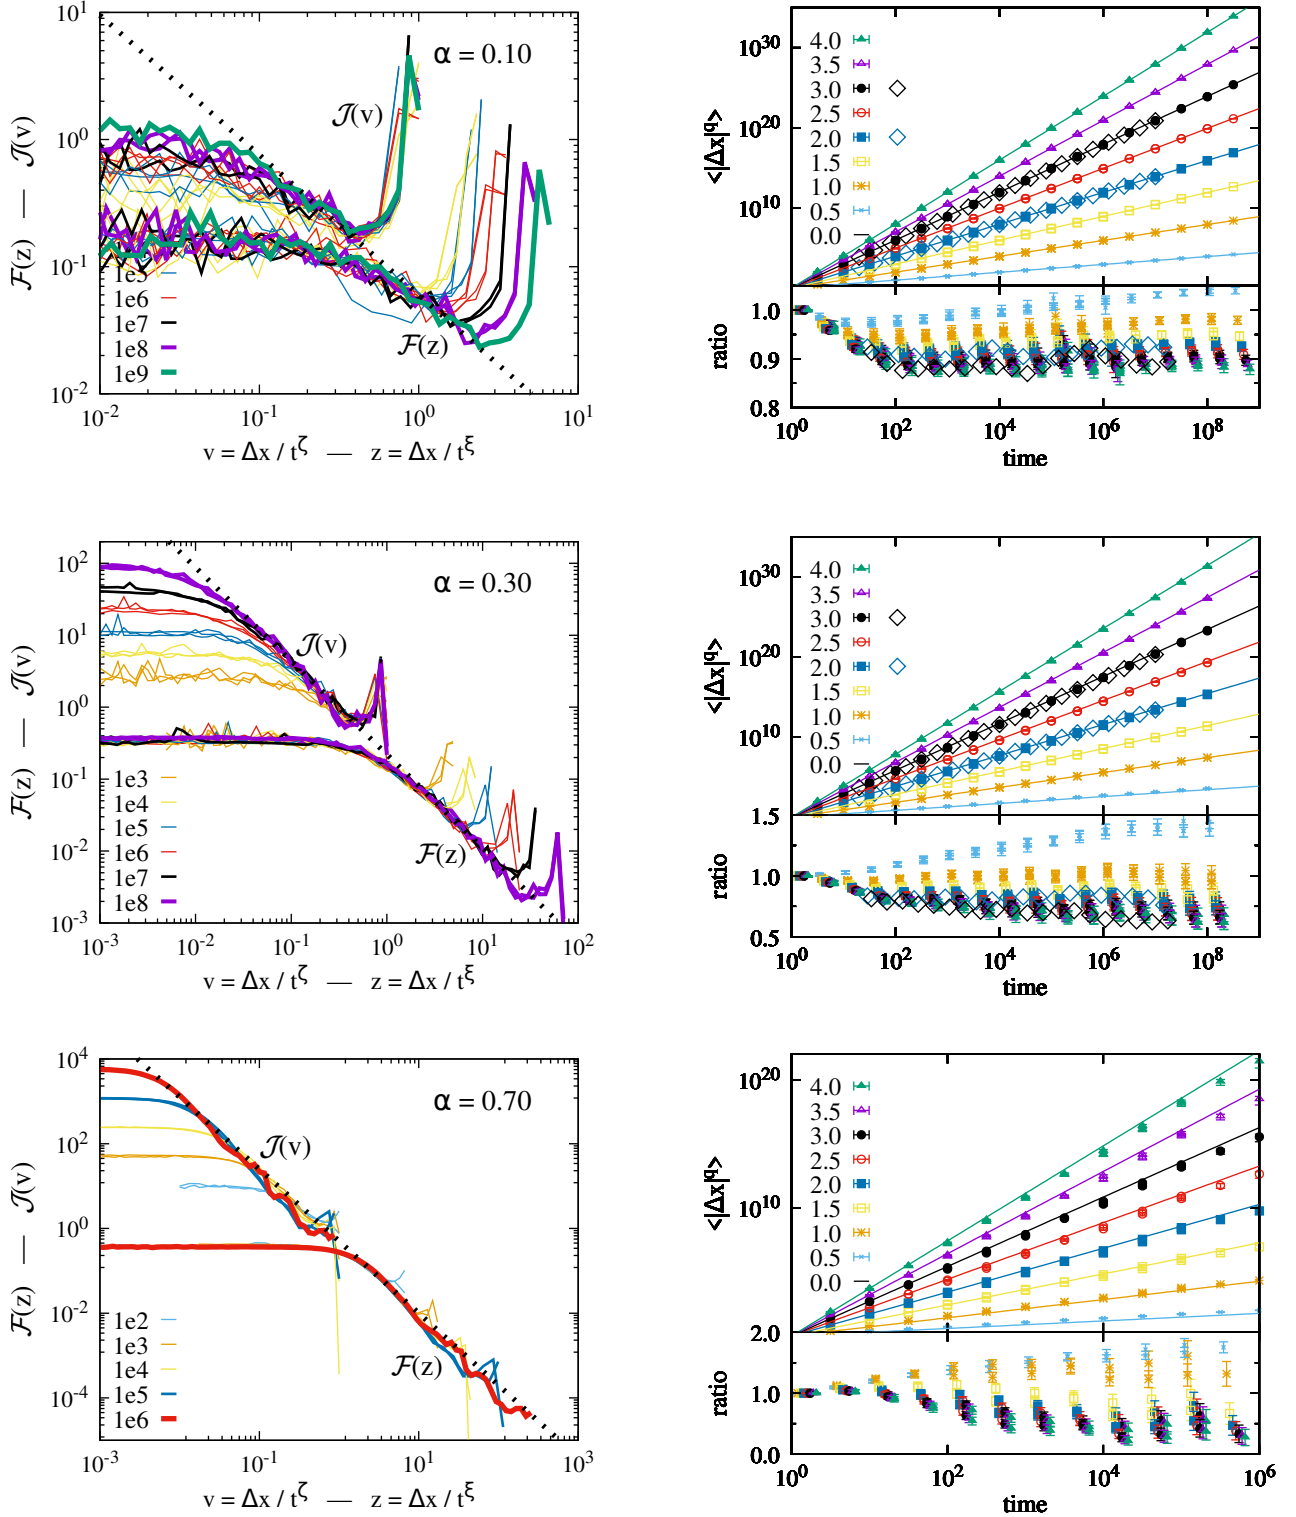 α = 0.10
𝒥(v)
ℱ(z)
ℱ(z) — 𝒥(v)
10^1
10^0
10^-1
10^-2
1e5
1e6
1e7
1e8
1e9
10^-2 10^-1 10^0 10^1
v = Δx / t^ζ — z = Δx / t^ξ
<|Δx|^q>
10^30
10^20
10^10
4.0
3.5
3.0
2.5
2.0
1.5
1.0
0.5
0.0
ratio
1.0
0.9
0.8
10^0 10^2 10^4 10^6 10^8
time
α = 0.30
𝒥(v)
ℱ(z)
ℱ(z) — 𝒥(v)
10^2
10^1
10^0
10^-1
10^-2
10^-3
1e3
1e4
1e5
1e6
1e7
1e8
10^-3 10^-2 10^-1 10^0 10^1 10^2
v = Δx / t^ζ — z = Δx / t^ξ
<|Δx|^q>
10^30
10^20
10^10
4.0
3.5
3.0
2.5
2.0
1.5
1.0
0.5
0.0
ratio
1.5
1.0
0.5
10^0 10^2 10^4 10^6 10^8
time
α = 0.70
𝒥(v)
ℱ(z)
ℱ(z) — 𝒥(v)
10^4
10^2
10^0
10^-2
10^-4
1e2
1e3
1e4
1e5
1e6
10^-3 10^-1 10^1 10^3
v = Δx / t^ζ — z = Δx / t^ξ
<|Δx|^q>
10^20
10^10
4.0
3.5
3.0
2.5
2.0
1.5
1.0
0.5
0.0
ratio
2.0
1.0
0.0
10^0 10^2 10^4 10^6
time